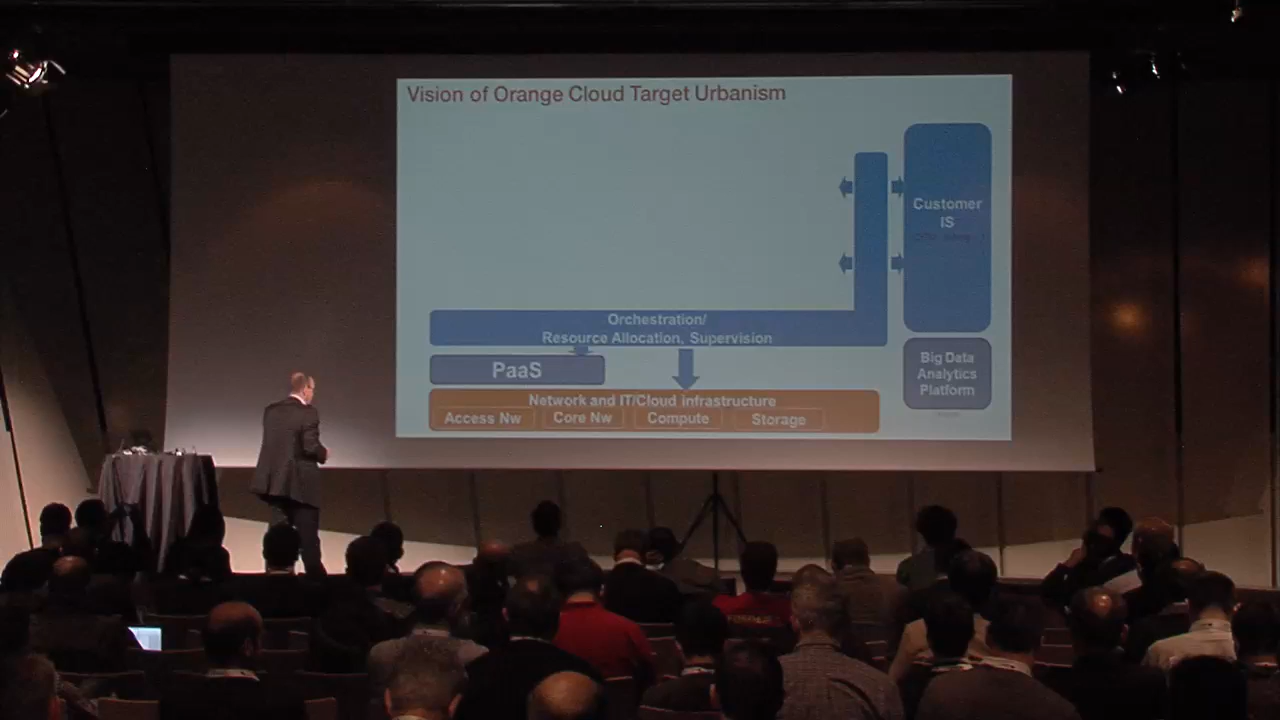 Vision of Orange Cloud Target Urbanism
Customer
IS
Orchestration/
Resource Allocation, Supervision
PaaS
Big Data
Analytics
Platform
Network and IT/Cloud infrastructure
Access Nw
Core Nw
Compute
Storage